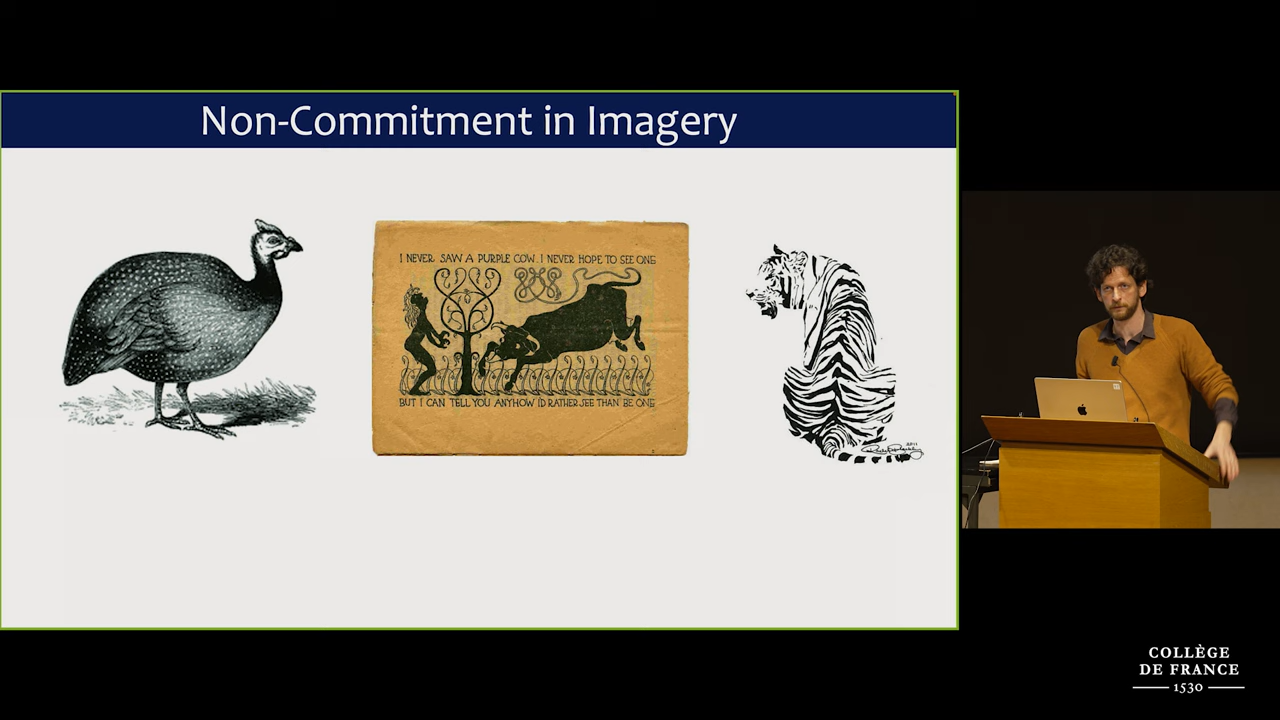 Non-Commitment in Imagery
I NEVER SAW A PURPLE COW. I NEVER HOPE TO SEE ONE
BUT I CAN TELL YOU ANYHOW I'D RATHER SEE THAN BE ONE
2011
COLLÈGE
DE FRANCE
1530